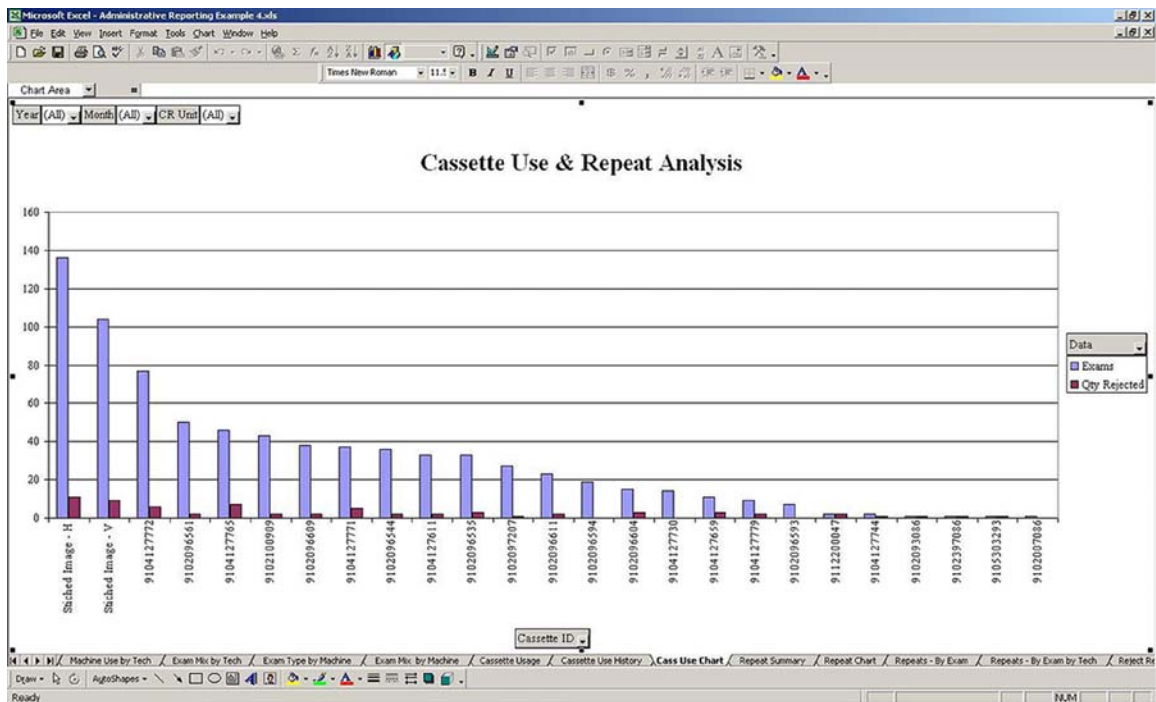 Microsoft Excel - Administrative Reporting Example 4.xls
File Edit View Insert Format Tools Chart Window Help
Times New Roman 11.5 B I U $ % ,
Chart Area =
Year (All) Month (All) CR Unit (All)
Cassette Use & Repeat Analysis
160
140
120
100
80
60
40
20
0
Data
Exams
Qty Rejected
Stiched Image - H
Stiched Image - V
9104127772
9102096561
9104127765
9102100909
9102096609
9104127771
9102096544
9104127611
9102096535
9102097207
9102096611
9102096594
9102096604
9104127730
9104127659
9104127779
9102096593
9112200047
9104127744
9102093086
9102397086
9105303293
9102007086
Cassette ID
Machine Use by Tech / Exam Mix by Tech / Exam Type by Machine / Exam Mix by Machine / Cassette Usage / Cassette Use History \ Cass Use Chart / Repeat Summary / Repeat Chart / Repeats - By Exam / Repeats - By Exam by Tech / Reject Re
Draw AutoShapes
Ready NUM